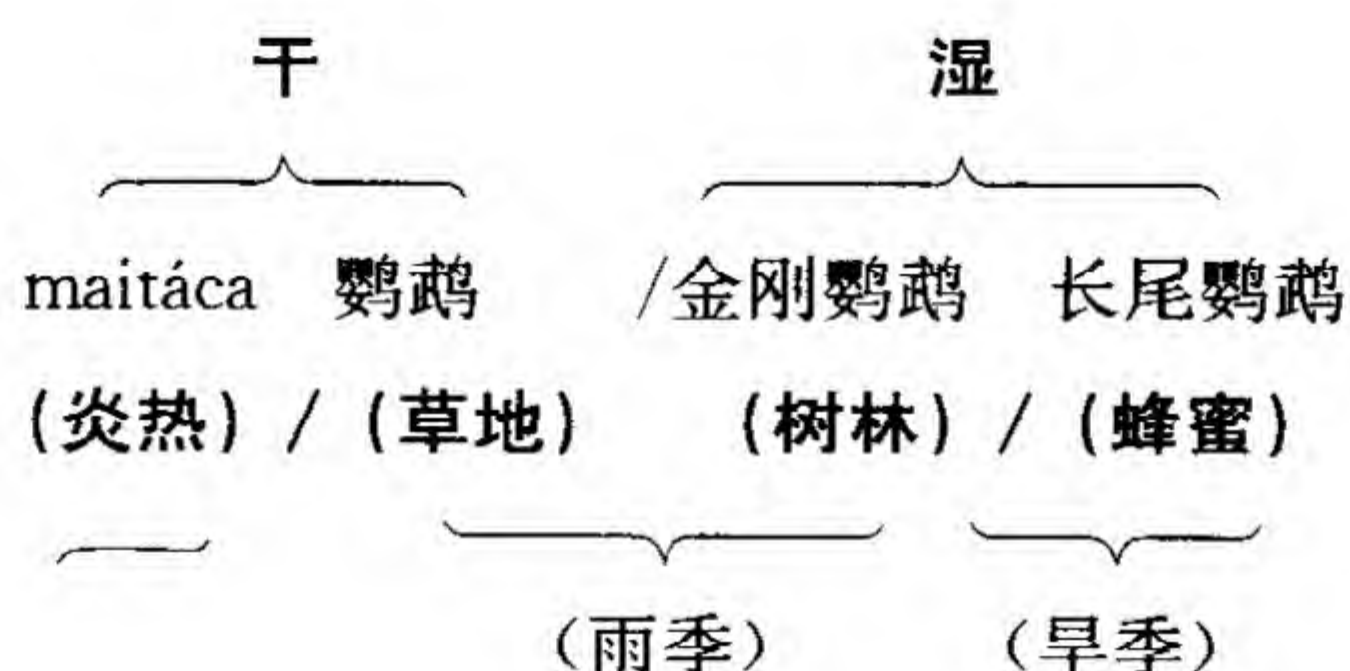 干 湿
maitáca 鹦鹉 /金刚鹦鹉 长尾鹦鹉
(炎热) / (草地) (树林) / (蜂蜜)
(雨季) (旱季)